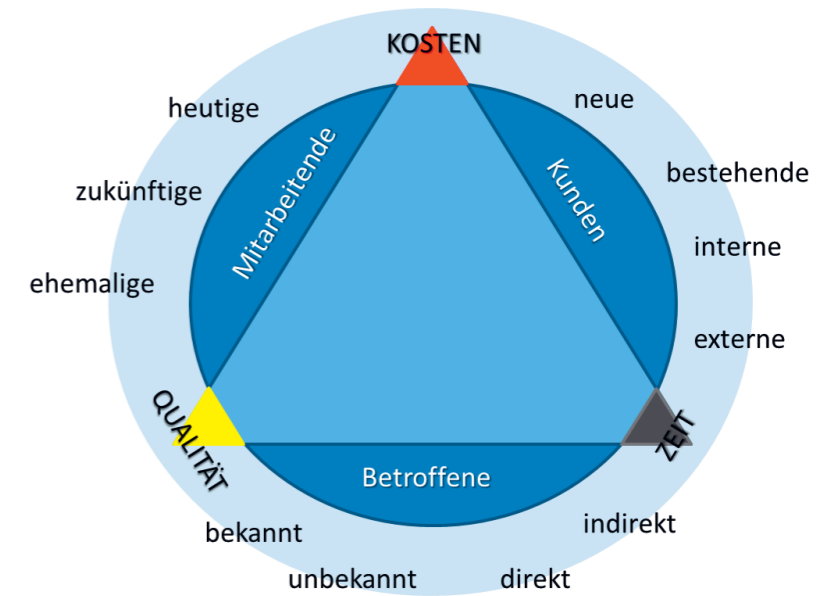 KOSTEN
heutige
neue
Mitarbeitende
Kunden
bestehende
zukünftige
interne
ehemalige
externe
QUALITÄT
ZEIT
Betroffene
bekannt
indirekt
unbekannt
direkt